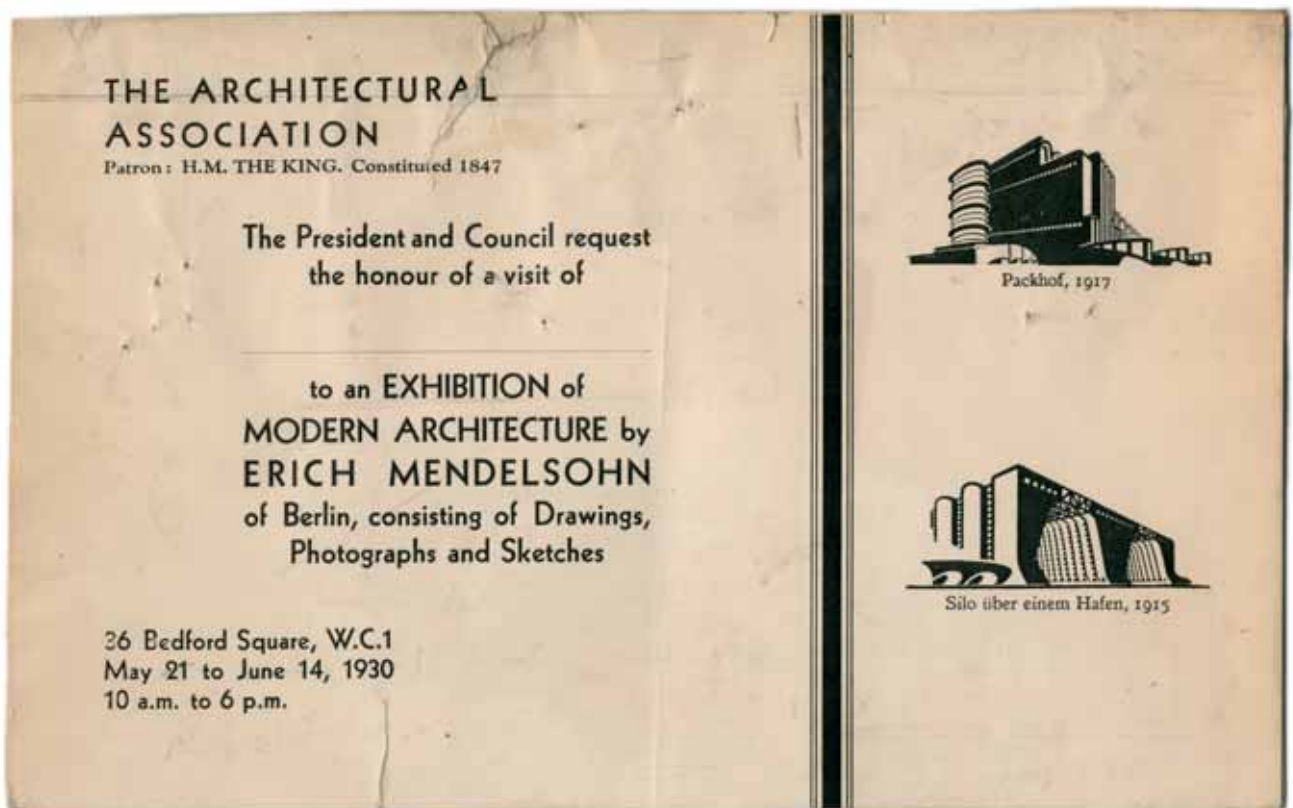 THE ARCHITECTURAL
ASSOCIATION
Patron: H.M. THE KING. Constituted 1847
The President and Council request
the honour of a visit of
to an EXHIBITION of
MODERN ARCHITECTURE by
ERICH MENDELSOHN
of Berlin, consisting of Drawings,
Photographs and Sketches
36 Bedford Square, W.C.1
May 21 to June 14, 1930
10 a.m. to 6 p.m.
Packhof, 1917
Silo über einem Hafen, 1915